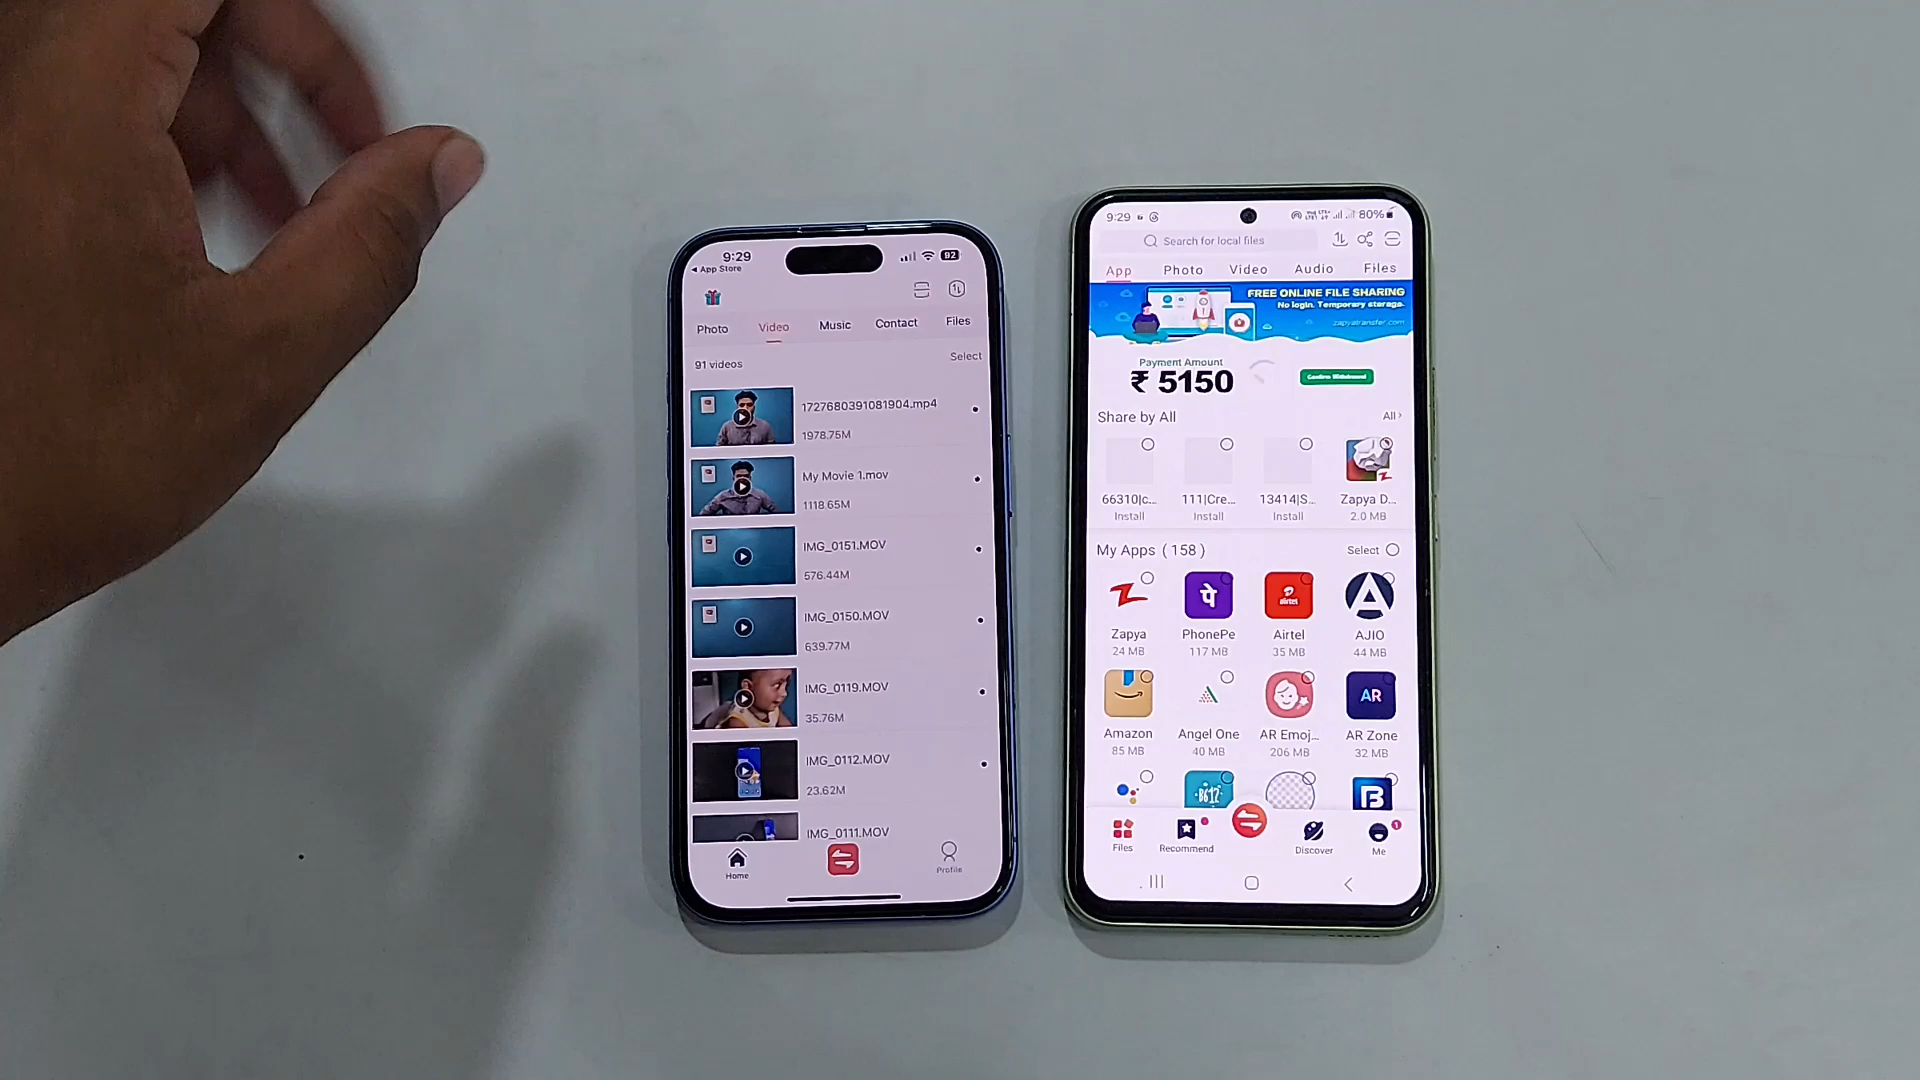 9:29
App Store
92
Photo Video Music Contact Files
91 videos
Select
1727680391081904.mp4
1978.75M
My Movie 1.mov
1118.65M
IMG_0151.MOV
576.44M
IMG_0150.MOV
639.77M
IMG_0119.MOV
35.76M
IMG_0112.MOV
23.62M
IMG_0111.MOV
Home
Profile
9:29
80%
Search for local files
App Photo Video Audio Files
FREE ONLINE FILE SHARING
No login. Temporary storage.
zapyatransfer.com
Payment Amount
₹ 5150
Confirm Withdrawal
Share by All
All
66310|c... 111|Cre... 13414|S... Zapya D...
Install Install Install 2.0 MB
My Apps ( 158 )
Select
पे
airtel
Zapya PhonePe Airtel AJIO
24 MB 117 MB 35 MB 44 MB
AR
Amazon Angel One AR Emoj... AR Zone
85 MB 40 MB 206 MB 32 MB
B612
B
Files Recommend Discover Me
1